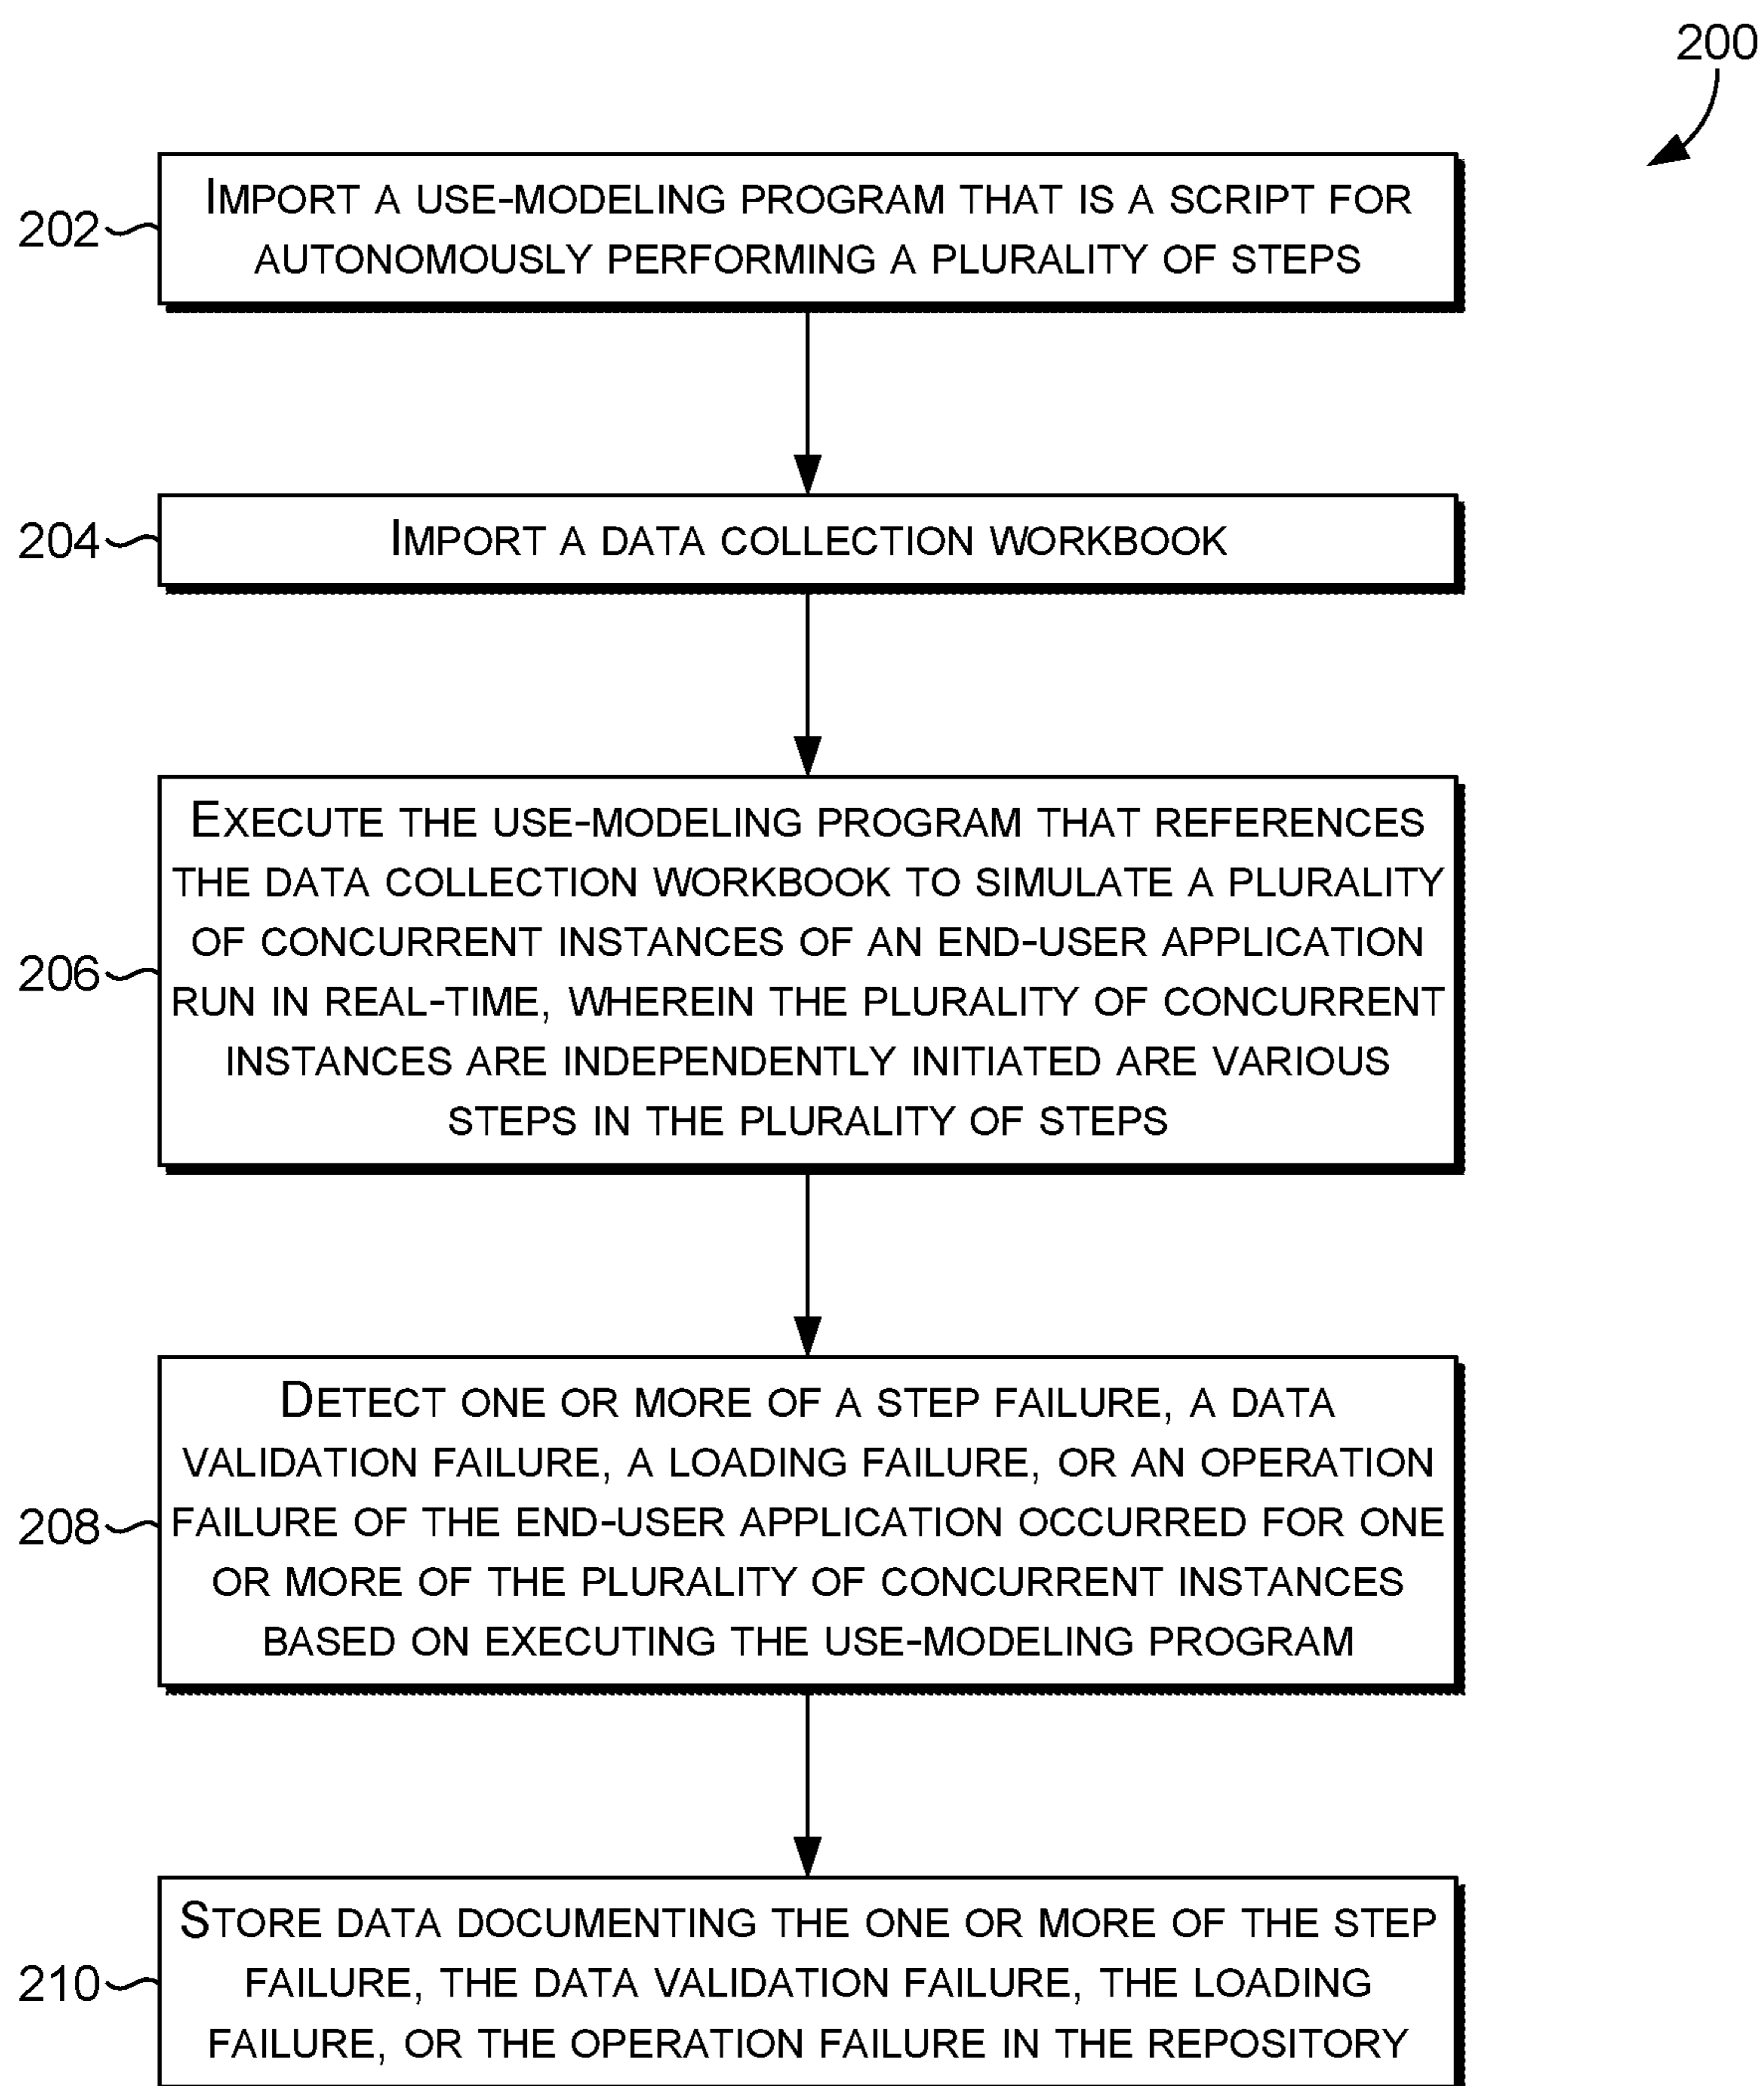 200
202
IMPORT A USE-MODELING PROGRAM THAT IS A SCRIPT FOR
AUTONOMOUSLY PERFORMING A PLURALITY OF STEPS
204
IMPORT A DATA COLLECTION WORKBOOK
206
EXECUTE THE USE-MODELING PROGRAM THAT REFERENCES
THE DATA COLLECTION WORKBOOK TO SIMULATE A PLURALITY
OF CONCURRENT INSTANCES OF AN END-USER APPLICATION
RUN IN REAL-TIME, WHEREIN THE PLURALITY OF CONCURRENT
INSTANCES ARE INDEPENDENTLY INITIATED ARE VARIOUS
STEPS IN THE PLURALITY OF STEPS
208
DETECT ONE OR MORE OF A STEP FAILURE, A DATA
VALIDATION FAILURE, A LOADING FAILURE, OR AN OPERATION
FAILURE OF THE END-USER APPLICATION OCCURRED FOR ONE
OR MORE OF THE PLURALITY OF CONCURRENT INSTANCES
BASED ON EXECUTING THE USE-MODELING PROGRAM
210
STORE DATA DOCUMENTING THE ONE OR MORE OF THE STEP
FAILURE, THE DATA VALIDATION FAILURE, THE LOADING
FAILURE, OR THE OPERATION FAILURE IN THE REPOSITORY